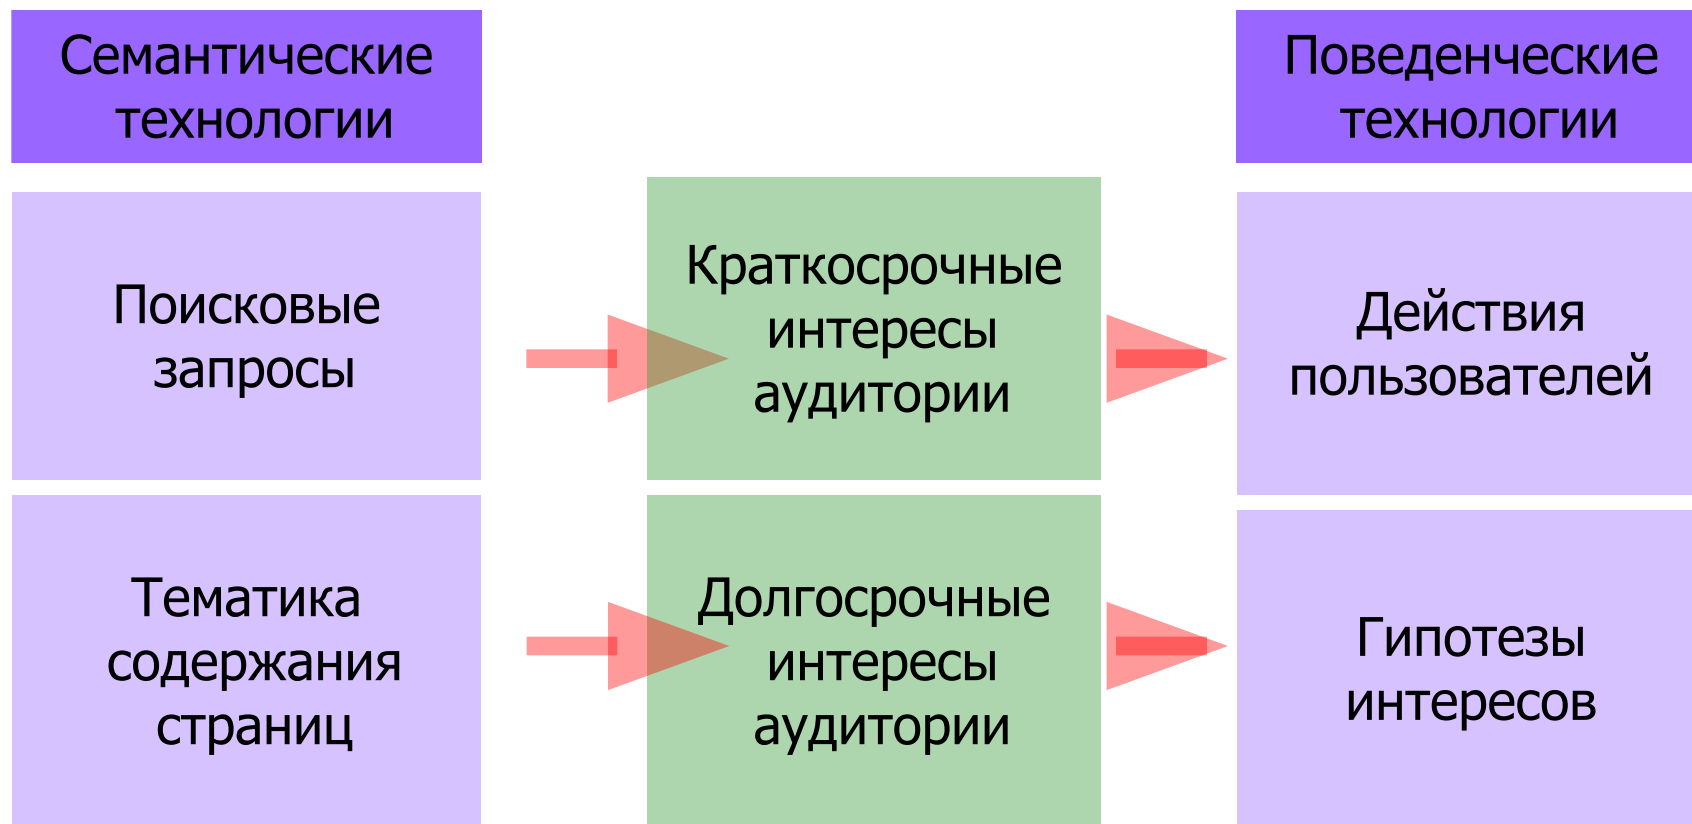 Семантические
технологии
Поведенческие
технологии
Поисковые
запросы
Краткосрочные
интересы
аудитории
Действия
пользователей
Тематика
содержания
страниц
Долгосрочные
интересы
аудитории
Гипотезы
интересов